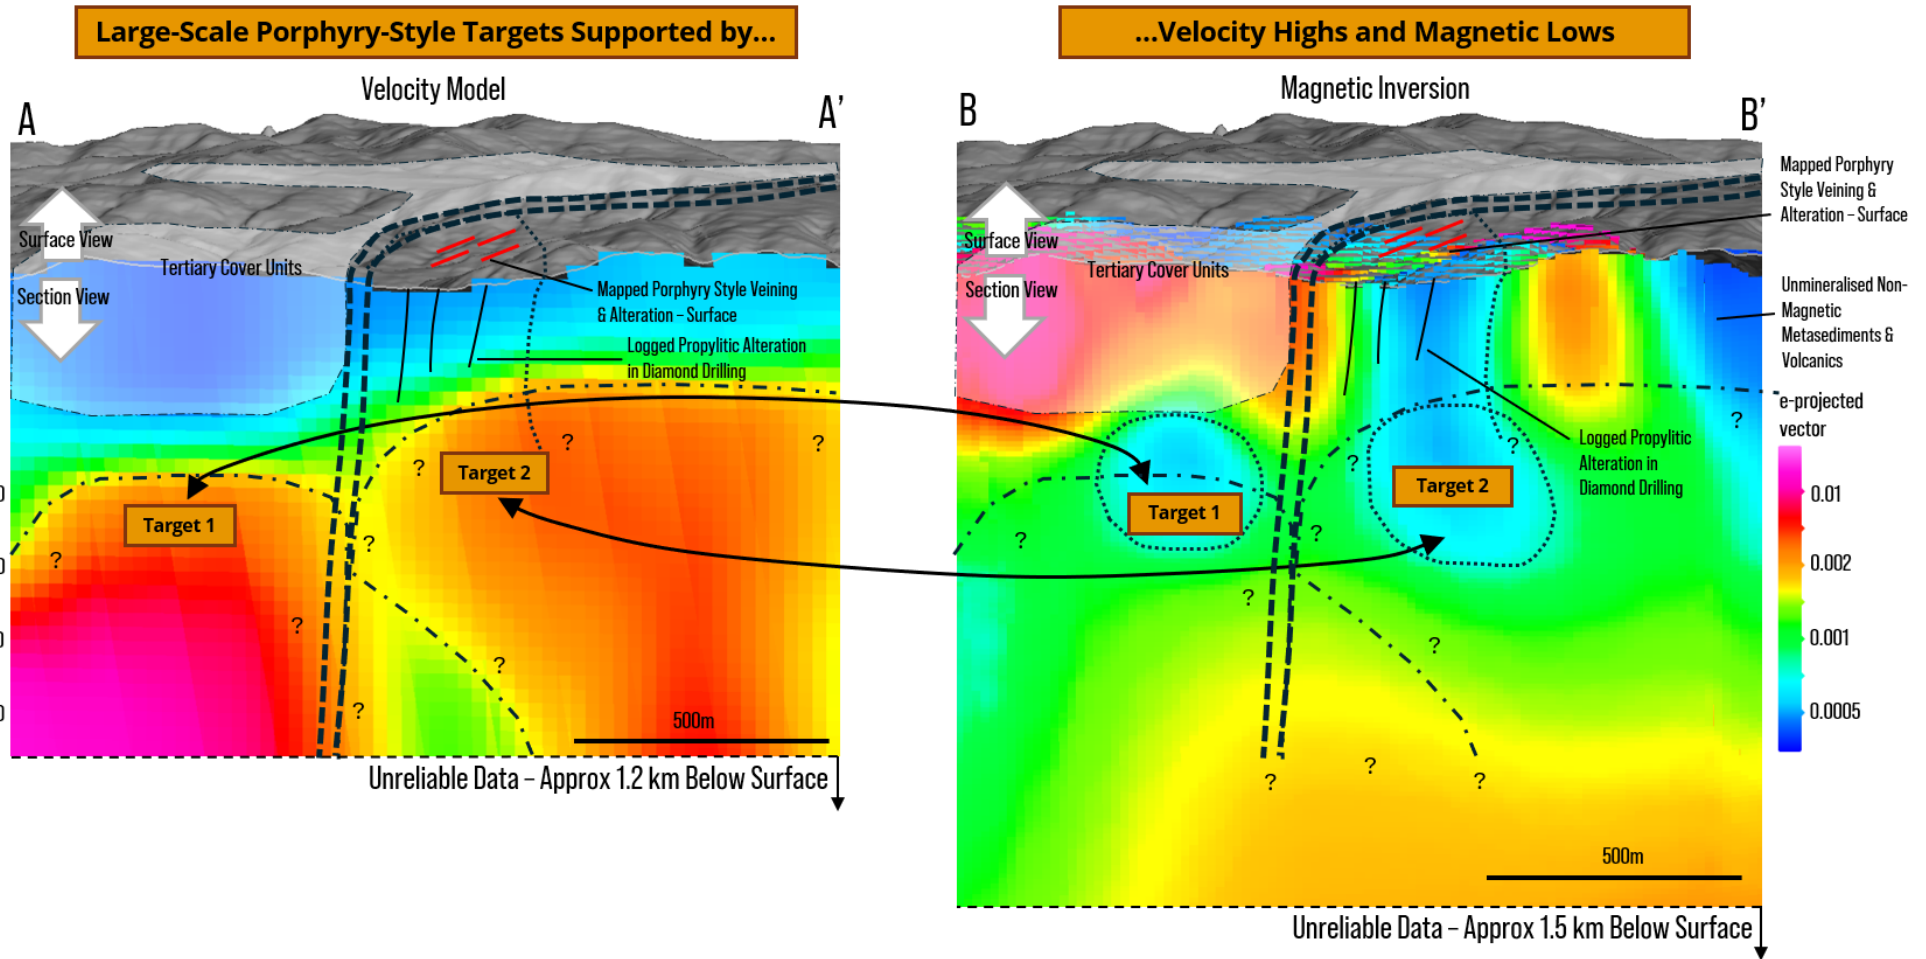 Large-Scale Porphyry-Style Targets Supported by...
...Velocity Highs and Magnetic Lows
Velocity Model
A
A'
Surface View
Section View
Tertiary Cover Units
Mapped Porphyry Style Veining
& Alteration – Surface
Logged Propylitic Alteration
in Diamond Drilling
?
?
?
Target 2
Target 1
?
?
?
?
?
500m
Unreliable Data – Approx 1.2 km Below Surface
Magnetic Inversion
B
B'
Surface View
Section View
Tertiary Cover Units
Mapped Porphyry
Style Veining &
Alteration – Surface
Unmineralised Non-
Magnetic
Metasediments &
Volcanics
Logged Propylitic
Alteration in
Diamond Drilling
?
?
?
Target 2
Target 1
?
?
?
?
?
?
?
500m
Unreliable Data – Approx 1.5 km Below Surface
e-projected
vector
0.01
0.002
0.001
0.0005